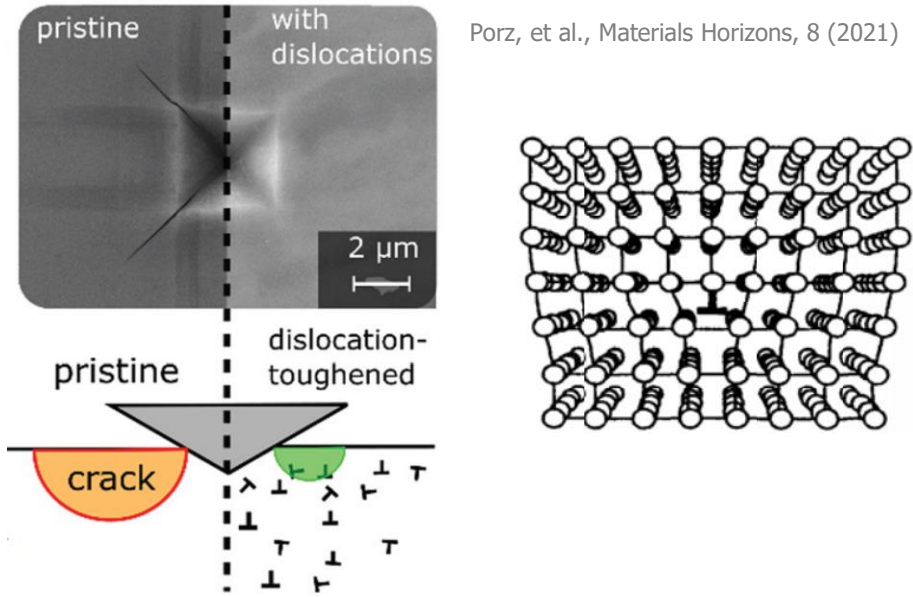 pristine
with
dislocations
2 μm
Porz, et al., Materials Horizons, 8 (2021)
pristine
dislocation-
toughened
crack